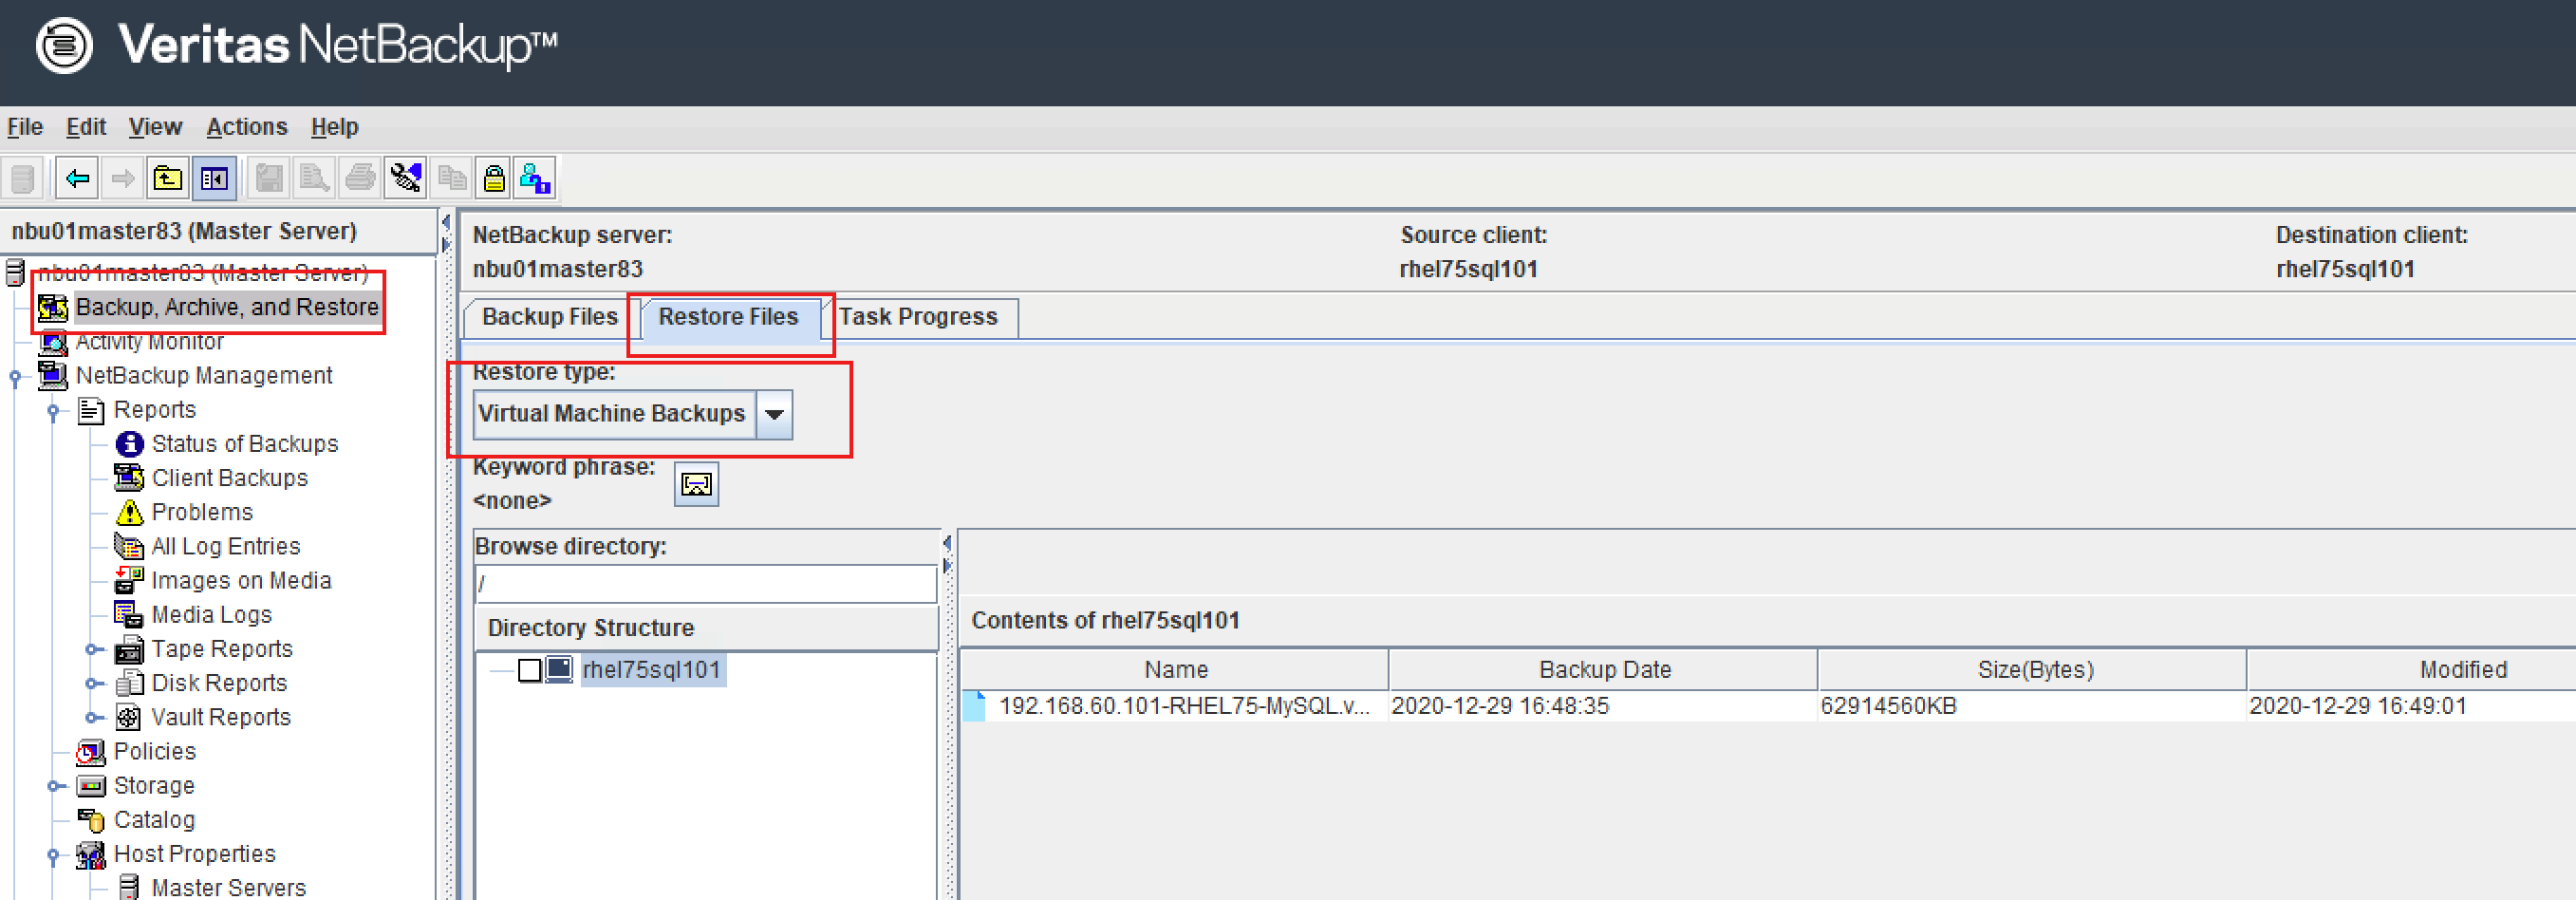 Veritas NetBackup™
File Edit View Actions Help
nbu01master83 (Master Server)
nbu01master83 (Master Server)
Backup, Archive, and Restore
Activity Monitor
NetBackup Management
Reports
Status of Backups
Client Backups
Problems
All Log Entries
Images on Media
Media Logs
Tape Reports
Disk Reports
Vault Reports
Policies
Storage
Catalog
Host Properties
Master Servers
NetBackup server: Source client: Destination client:
nbu01master83 rhel75sql101 rhel75sql101
Backup Files Restore Files Task Progress
Restore type:
Virtual Machine Backups
Keyword phrase:
<none>
Browse directory:
/
Directory Structure
rhel75sql101
Contents of rhel75sql101
Name Backup Date Size(Bytes) Modified
192.168.60.101-RHEL75-MySQL.v... 2020-12-29 16:48:35 62914560KB 2020-12-29 16:49:01